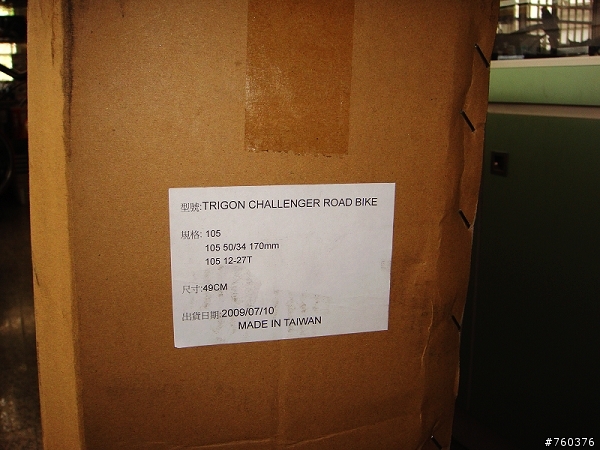 型號:TRIGON CHALLENGER ROAD BIKE
規格: 105
105 50/34 170mm
105 12-27T
尺寸:49CM
出貨日期:2009/07/10
MADE IN TAIWAN
#760376